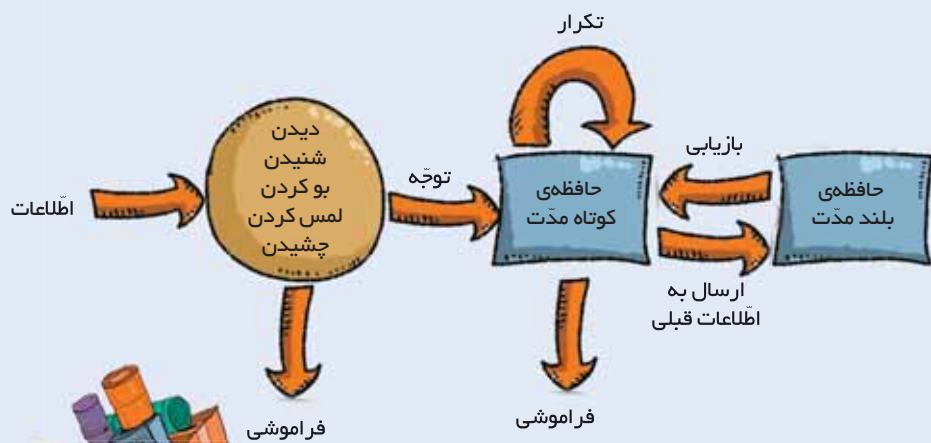 تکرار
دیدن
شنیدن
بو کردن
لمس کردن
چشیدن
اطّلاعات
توجّه
حافظه‌ی
کوتاه مدّت
بازیابی
حافظه‌ی
بلند مدّت
ارسال به
اطّلاعات قبلی
فراموشی
فراموشی